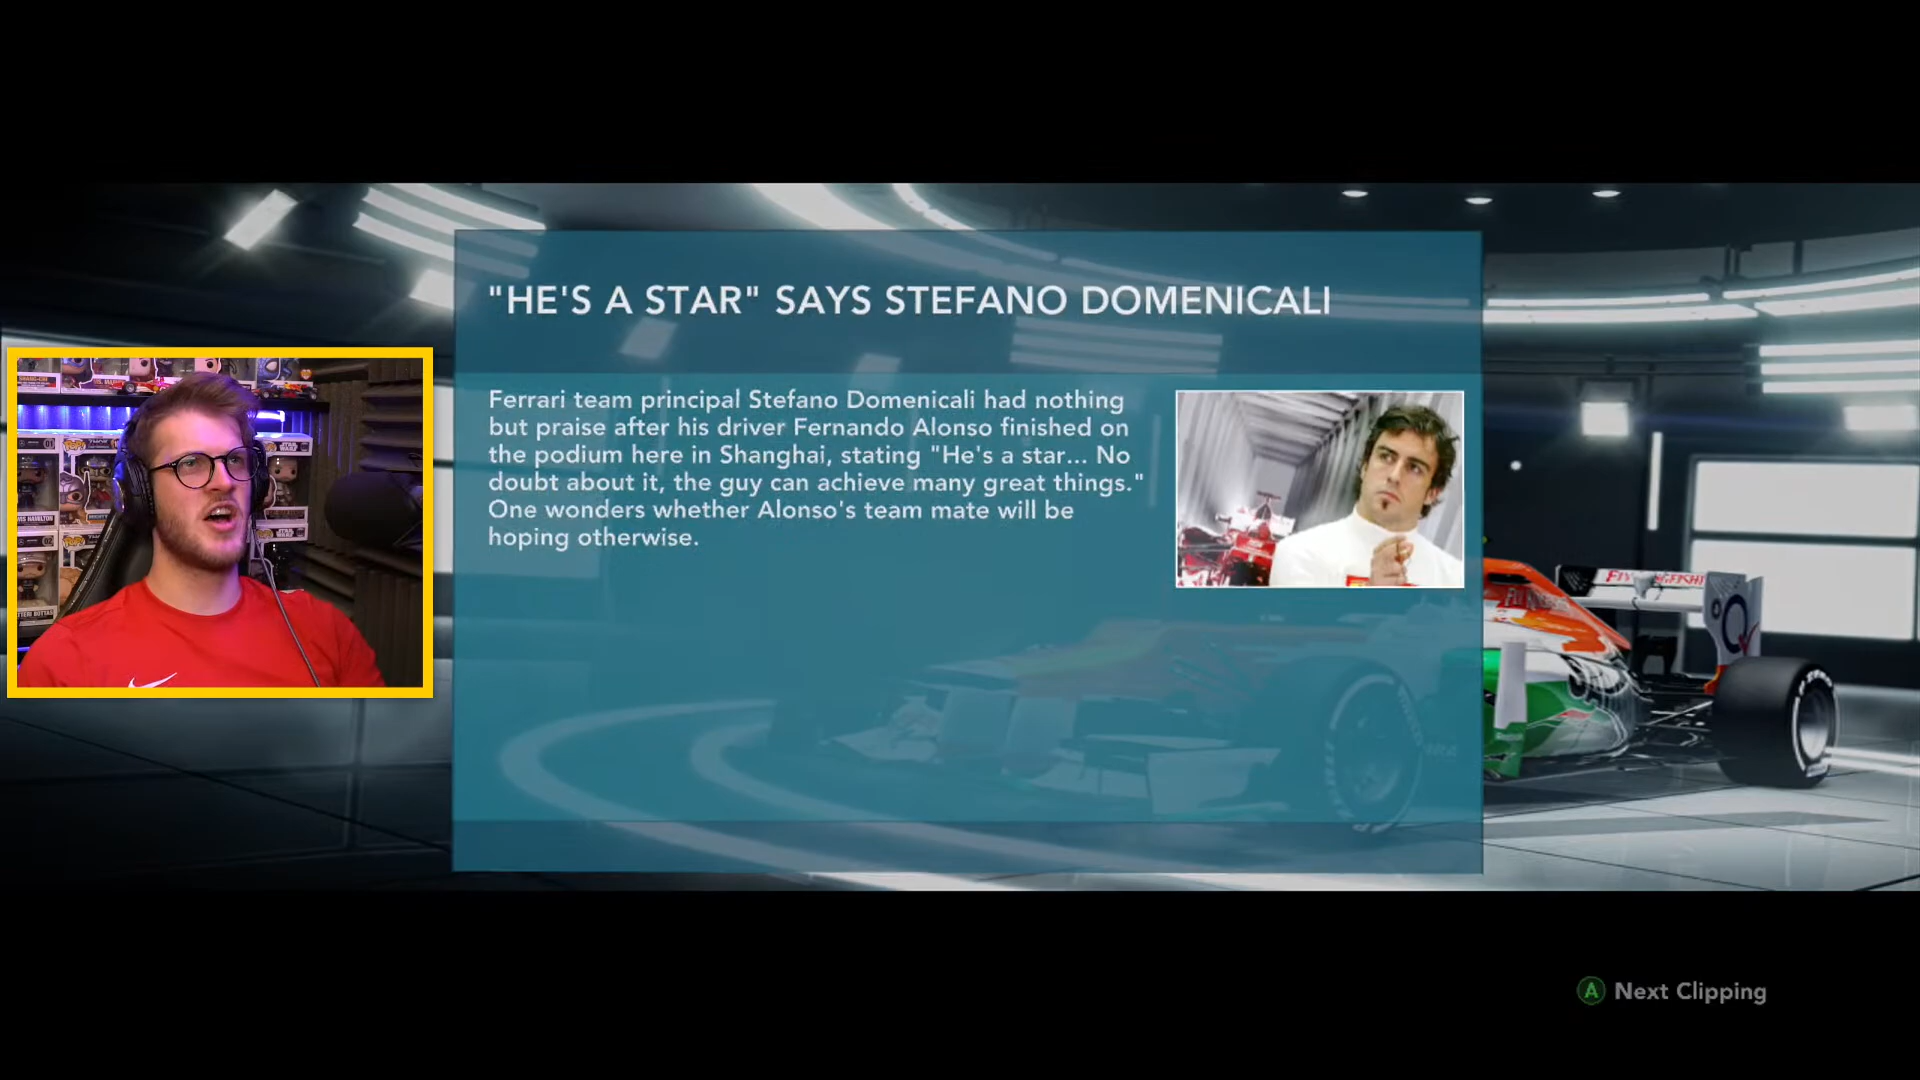 "HE'S A STAR" SAYS STEFANO DOMENICALI
Ferrari team principal Stefano Domenicali had nothing
but praise after his driver Fernando Alonso finished on
the podium here in Shanghai, stating "He's a star... No
doubt about it, the guy can achieve many great things."
One wonders whether Alonso's team mate will be
hoping otherwise.
A Next Clipping